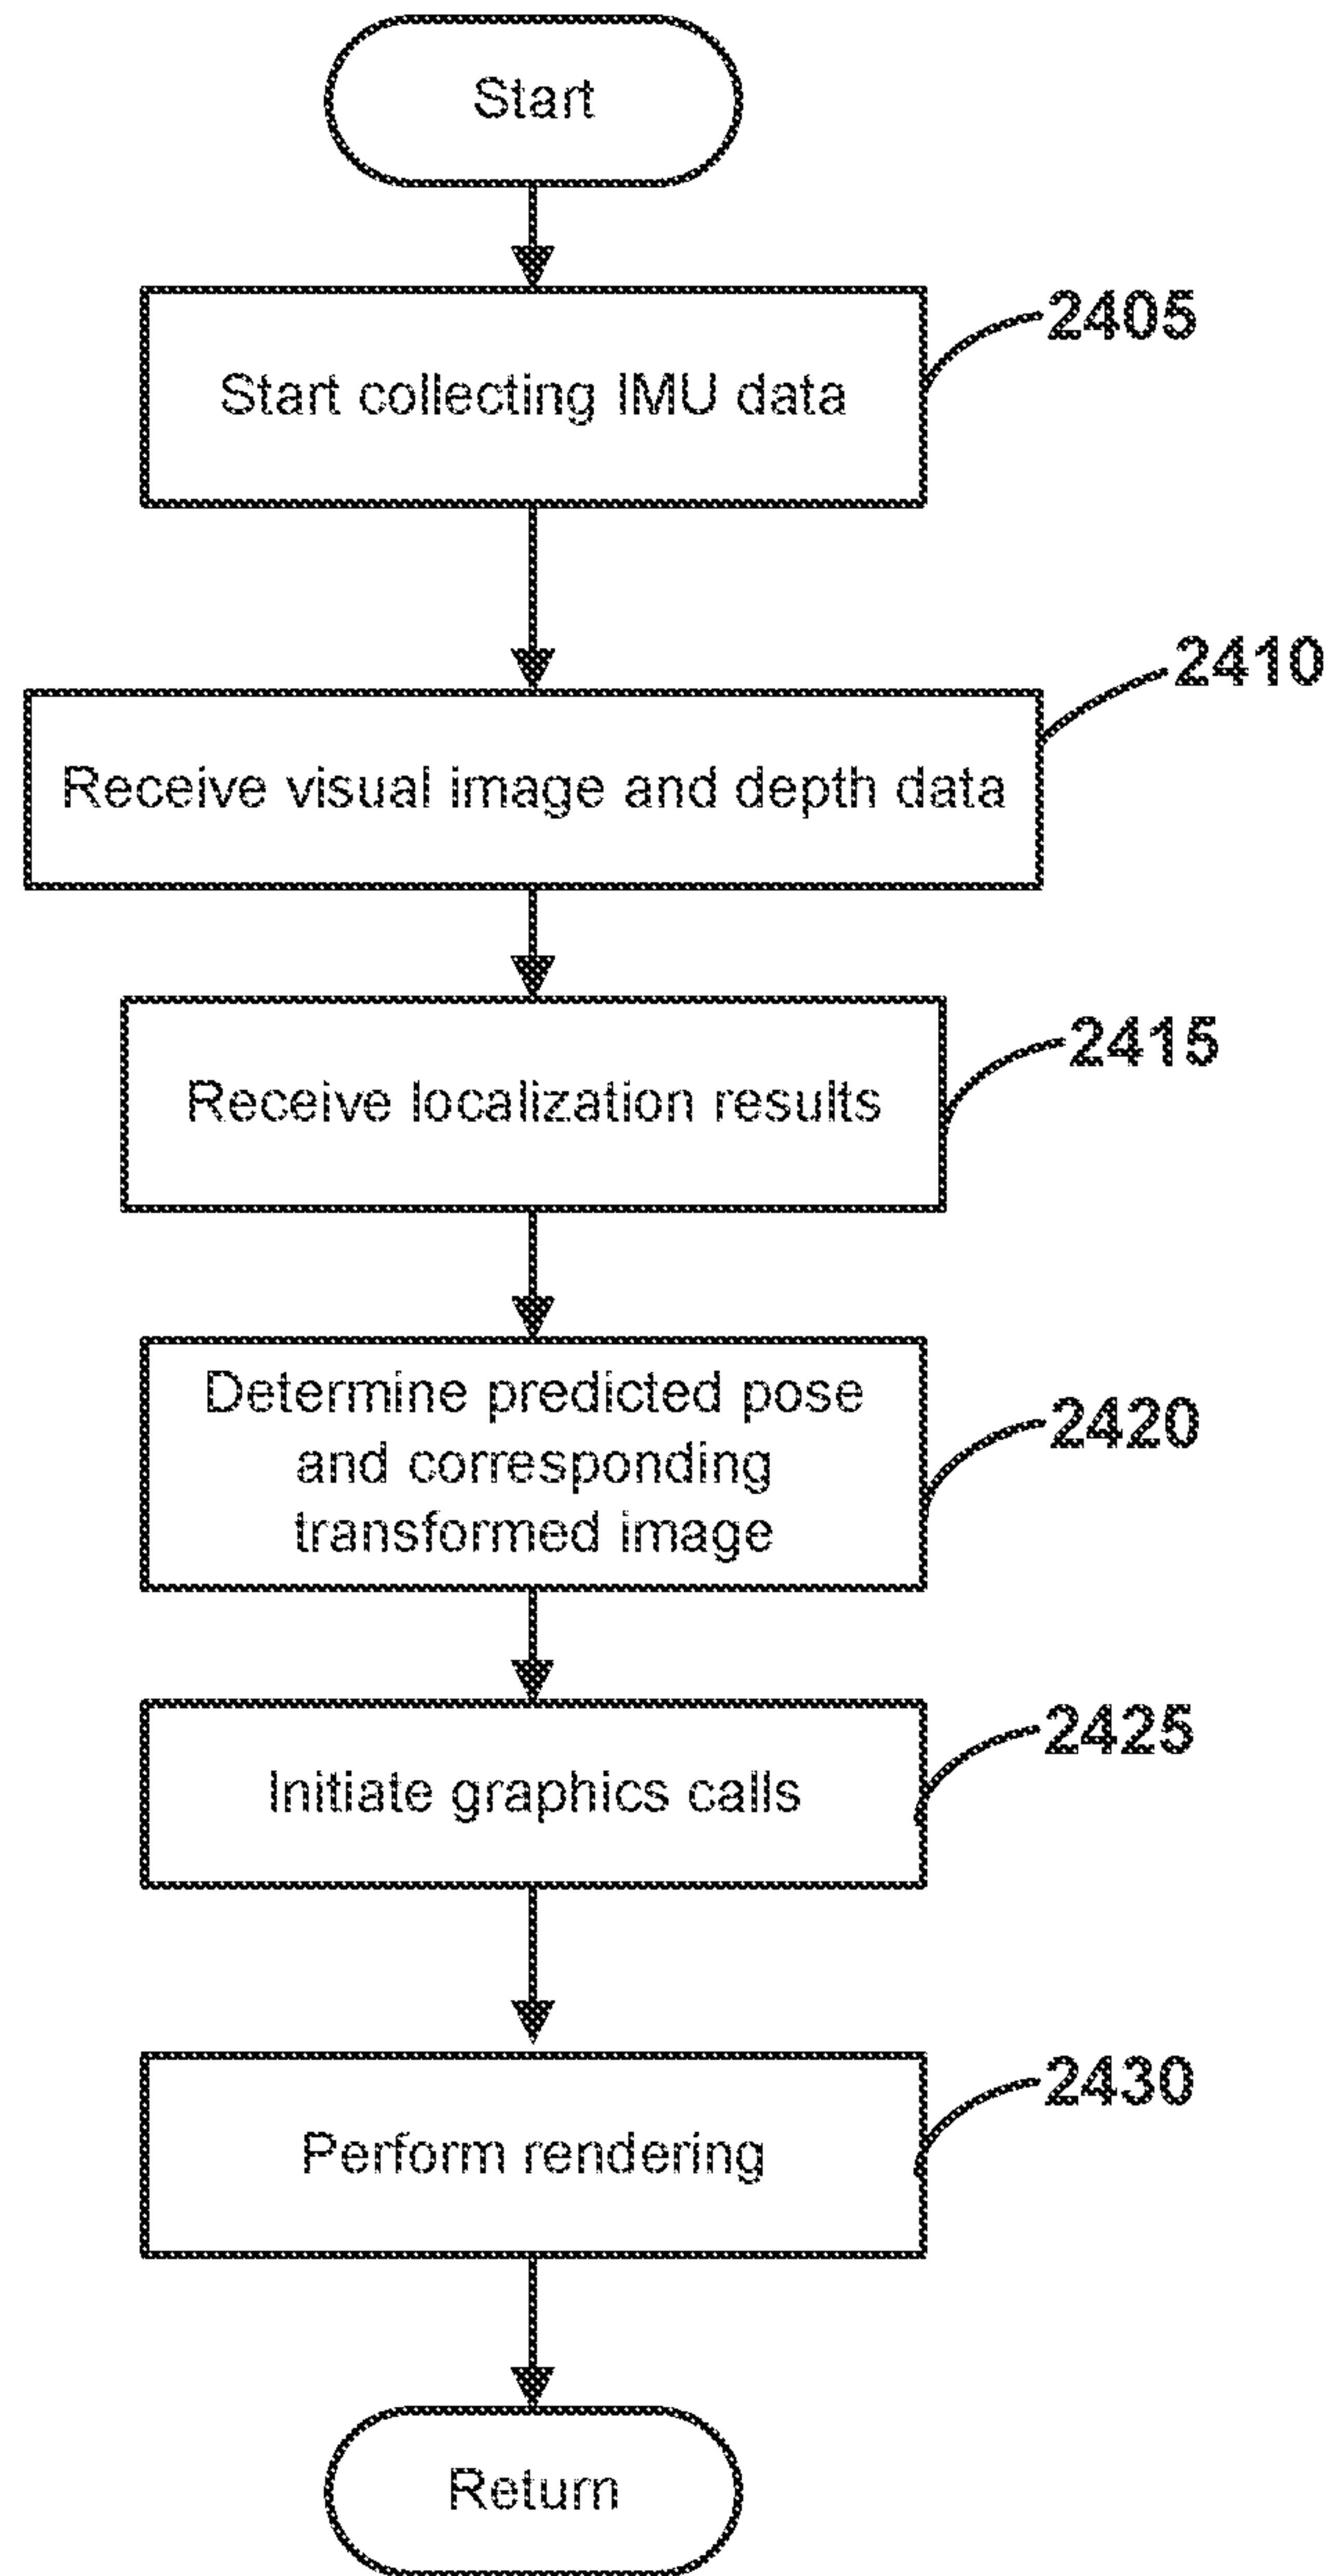 Start
Start collecting IMU data
2405
Receive visual image and depth data
2410
Receive localization results
2415
Determine predicted pose
and corresponding
transformed image
2420
Initiate graphics calls
2425
Perform rendering
2430
Return